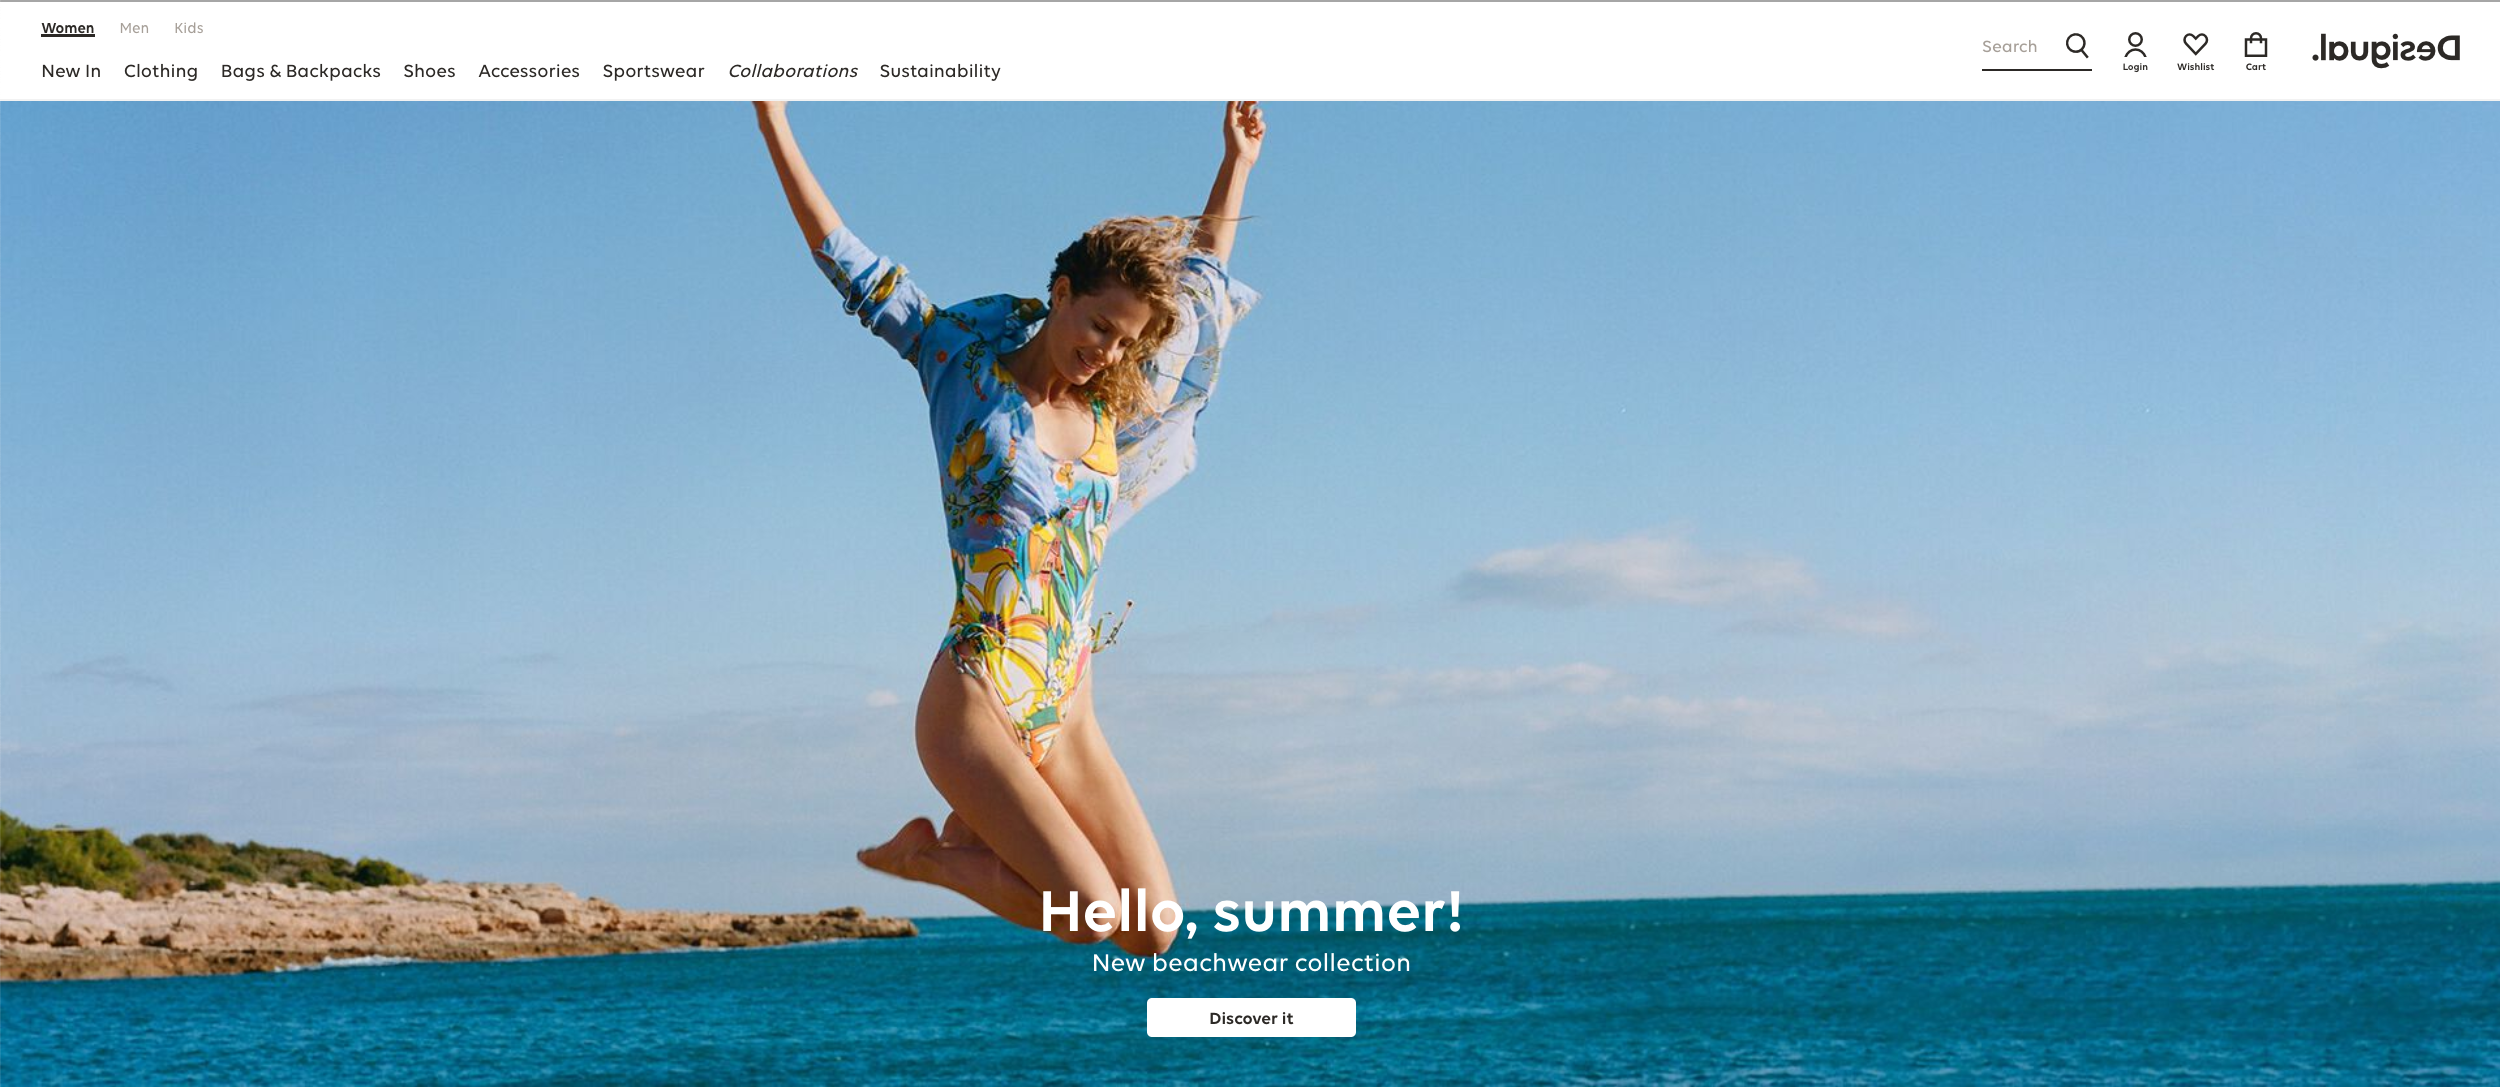 Women Men Kids
New In Clothing Bags & Backpacks Shoes Accessories Sportswear Collaborations Sustainability
Search
Login Wishlist Cart
Desigual.
Hello, summer!
New beachwear collection
Discover it